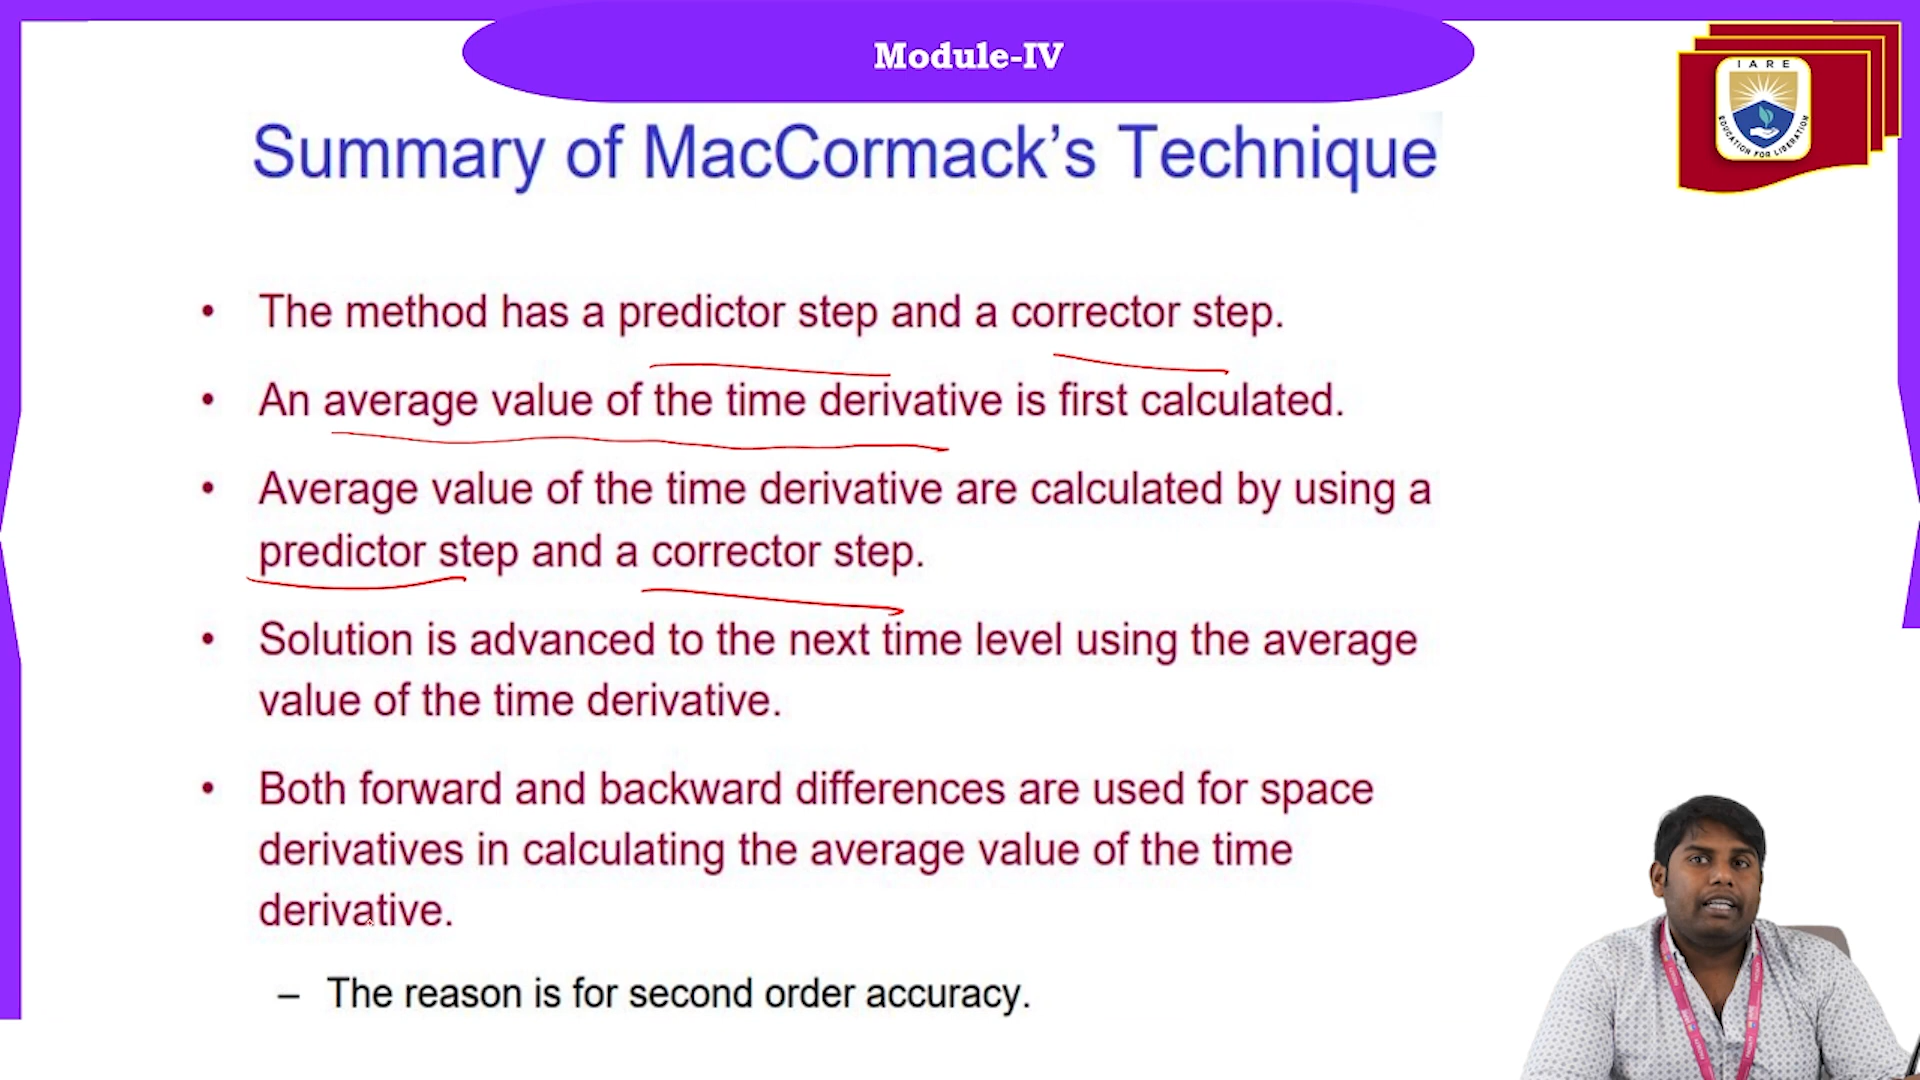 Module-IV
IARE
EDUCATION FOR LIBERATION
Summary of MacCormack's Technique
• The method has a predictor step and a corrector step.
• An average value of the time derivative is first calculated.
• Average value of the time derivative are calculated by using a
predictor step and a corrector step.
• Solution is advanced to the next time level using the average
value of the time derivative.
• Both forward and backward differences are used for space
derivatives in calculating the average value of the time
derivative.
– The reason is for second order accuracy.